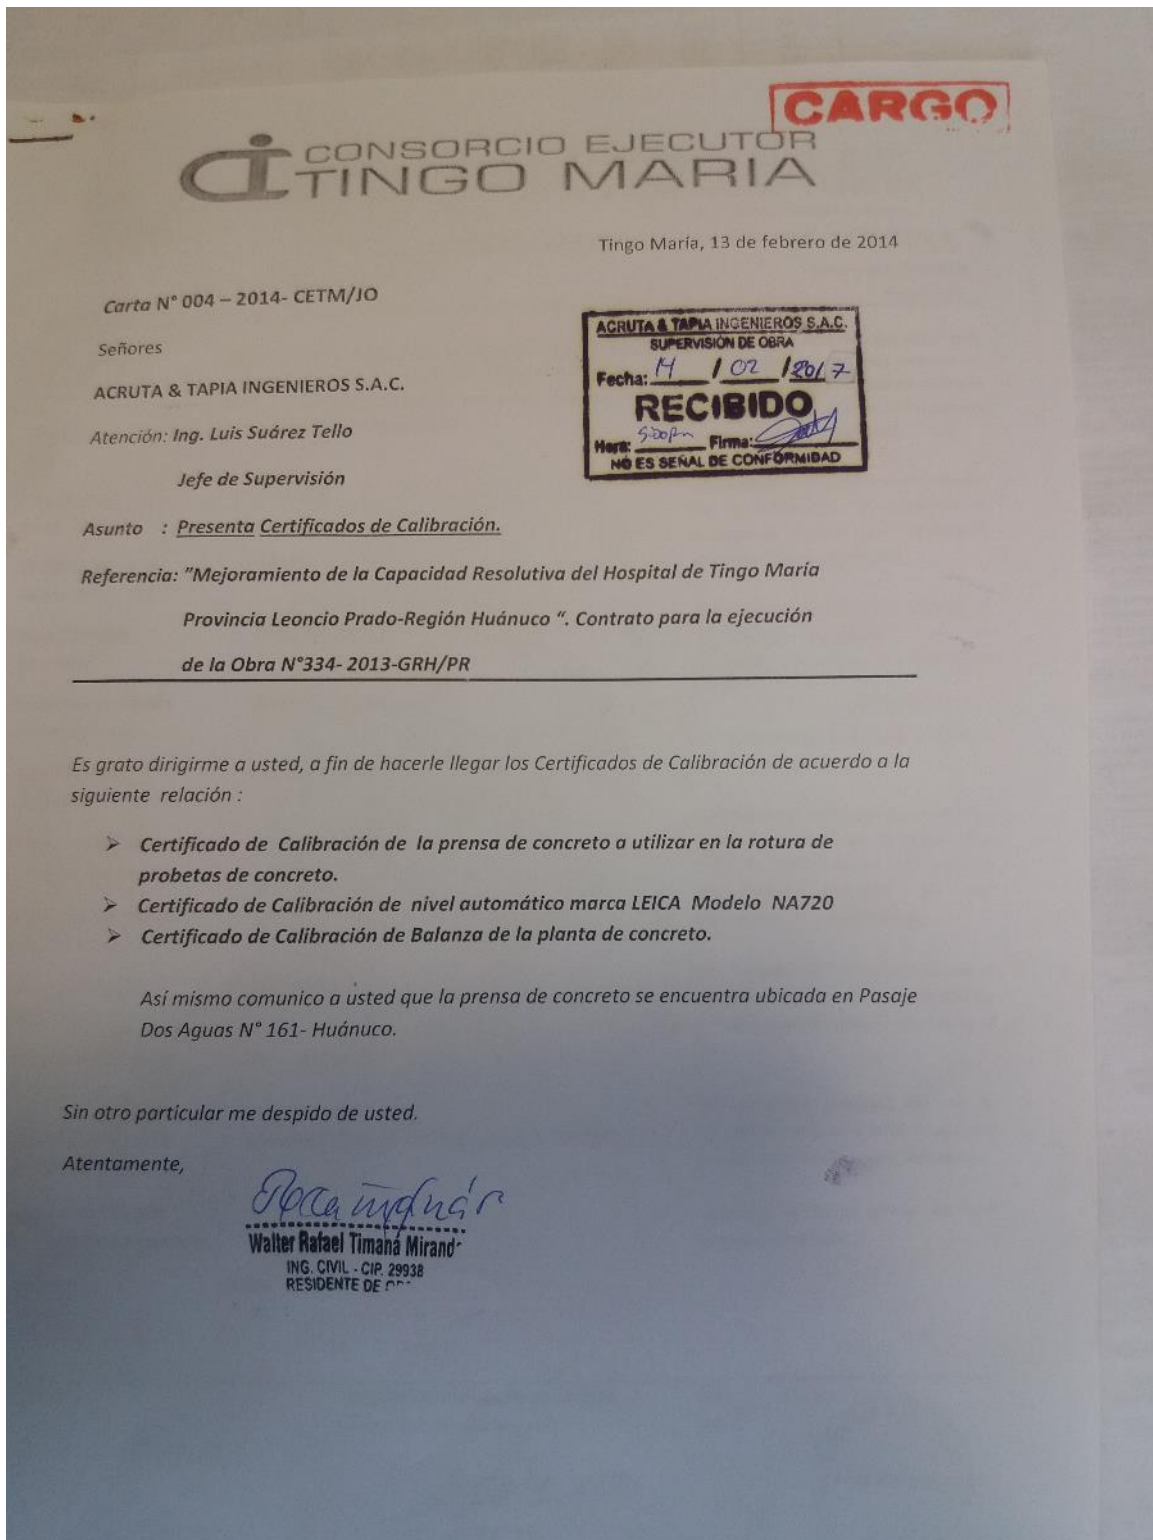 CARGO
CONSORCIO EJECUTOR
TINGO MARIA
Tingo María, 13 de febrero de 2014
Carta N° 004 – 2014- CETM/JO
Señores
ACRUTA & TAPIA INGENIEROS S.A.C.
Atención: Ing. Luis Suárez Tello
Jefe de Supervisión
ACRUTA & TAPIA INGENIEROS S.A.C.
SUPERVISIÓN DE OBRA
Fecha: 14 / 02 / 2017
RECIBIDO
Hora: 5:00pm Firma:
NO ES SEÑAL DE CONFORMIDAD
Asunto : Presenta Certificados de Calibración.
Referencia: "Mejoramiento de la Capacidad Resolutiva del Hospital de Tingo María
Provincia Leoncio Prado-Región Huánuco “. Contrato para la ejecución
de la Obra N°334- 2013-GRH/PR
Es grato dirigirme a usted, a fin de hacerle llegar los Certificados de Calibración de acuerdo a la
siguiente relación :
➢ Certificado de Calibración de la prensa de concreto a utilizar en la rotura de
probetas de concreto.
➢ Certificado de Calibración de nivel automático marca LEICA Modelo NA720
➢ Certificado de Calibración de Balanza de la planta de concreto.
Así mismo comunico a usted que la prensa de concreto se encuentra ubicada en Pasaje
Dos Aguas N° 161- Huánuco.
Sin otro particular me despido de usted.
Atentamente,
Walter Rafael Timaná Mirand
ING. CIVIL - CIP. 29938
RESIDENTE DE